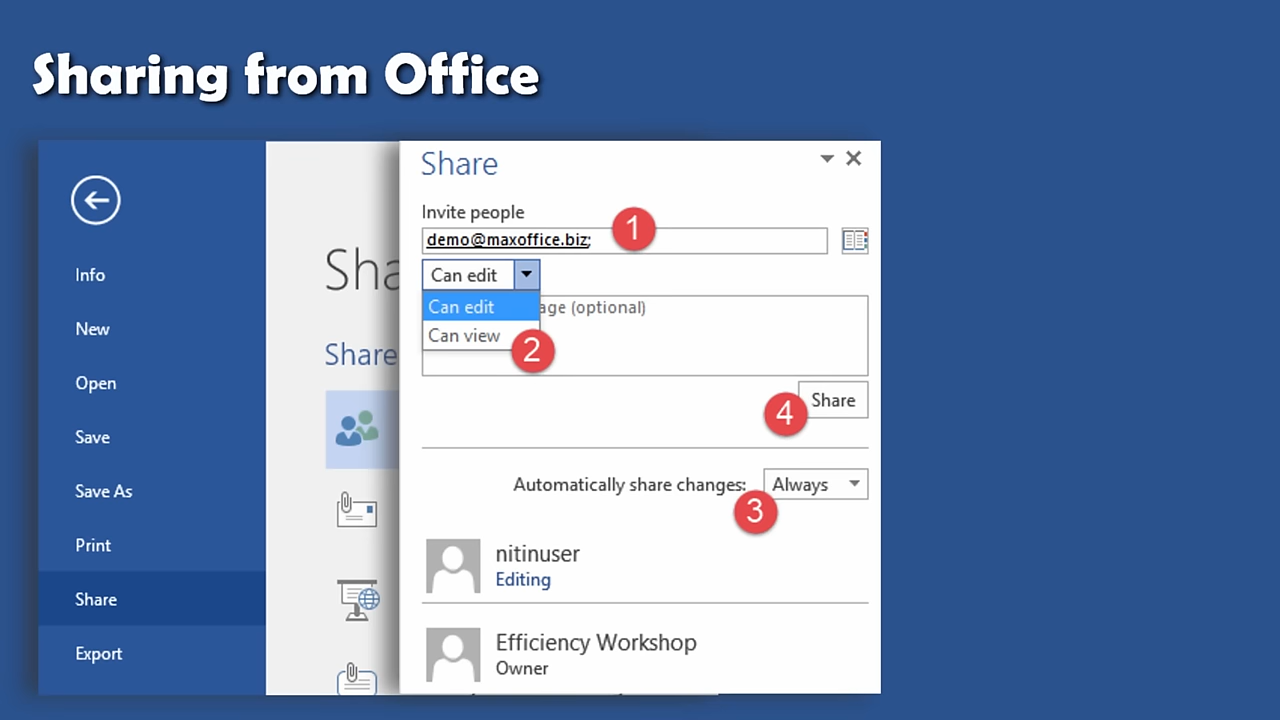 Sharing from Office
Info
New
Open
Save
Save As
Print
Share
Export
Sha
Share
Share
Invite people
demo@maxoffice.biz;
1
Can edit
Can edit
age (optional)
Can view
2
Share
4
Automatically share changes:
Always
3
nitinuser
Editing
Efficiency Workshop
Owner